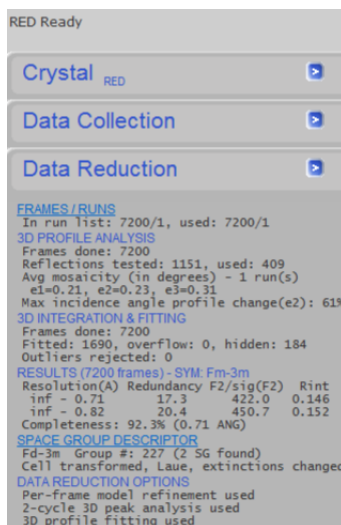 RED Ready
Crystal RED
Data Collection
Data Reduction
FRAMES / RUNS
In run list: 7200/1, used: 7200/1
3D PROFILE ANALYSIS
Frames done: 7200
Reflections tested: 1151, used: 409
Avg mosaicity (in degrees) - 1 run(s)
e1=0.21, e2=0.23, e3=0.31
Max incidence angle profile change(e2): 61%
3D INTEGRATION & FITTING
Frames done: 7200
Fitted: 1690, overflow: 0, hidden: 184
Outliers rejected: 0
RESULTS (7200 frames) - SYM: Fm-3m
Resolution(A) Redundancy F2/sig(F2) Rint
inf - 0.71 17.3 422.0 0.146
inf - 0.82 20.4 450.7 0.152
Completeness: 92.3% (0.71 ANG)
SPACE GROUP DESCRIPTOR
Fd-3m Group #: 227 (2 SG found)
Cell transformed, Laue, extinctions changed
DATA REDUCTION OPTIONS
Per-frame model refinement used
2-cycle 3D peak analysis used
3D profile fitting used